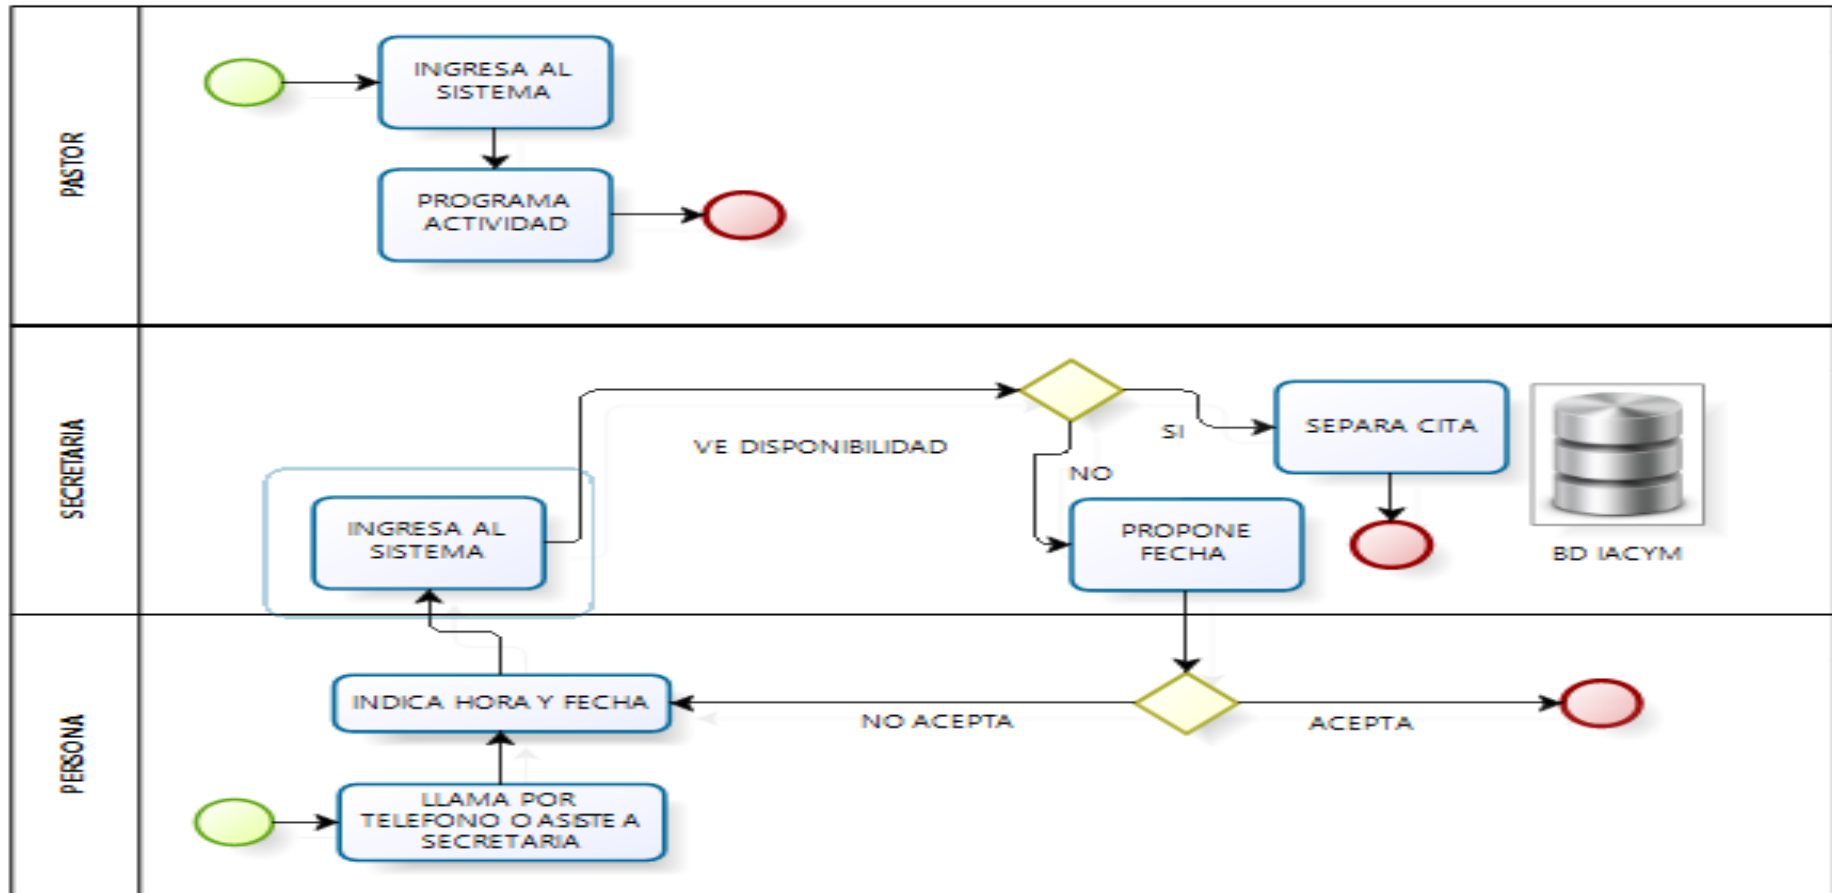 PASTOR
INGRESA AL
SISTEMA
PROGRAMA
ACTIVIDAD
SECRETARIA
VE DISPONIBILIDAD
SI
SEPARA CITA
NO
INGRESA AL
SISTEMA
PROPONE
FECHA
BD IACYM
PERSONA
INDICA HORA Y FECHA
NO ACEPTA
ACEPTA
LLAMA POR
TELEFONO O ASISTE A
SECRETARIA